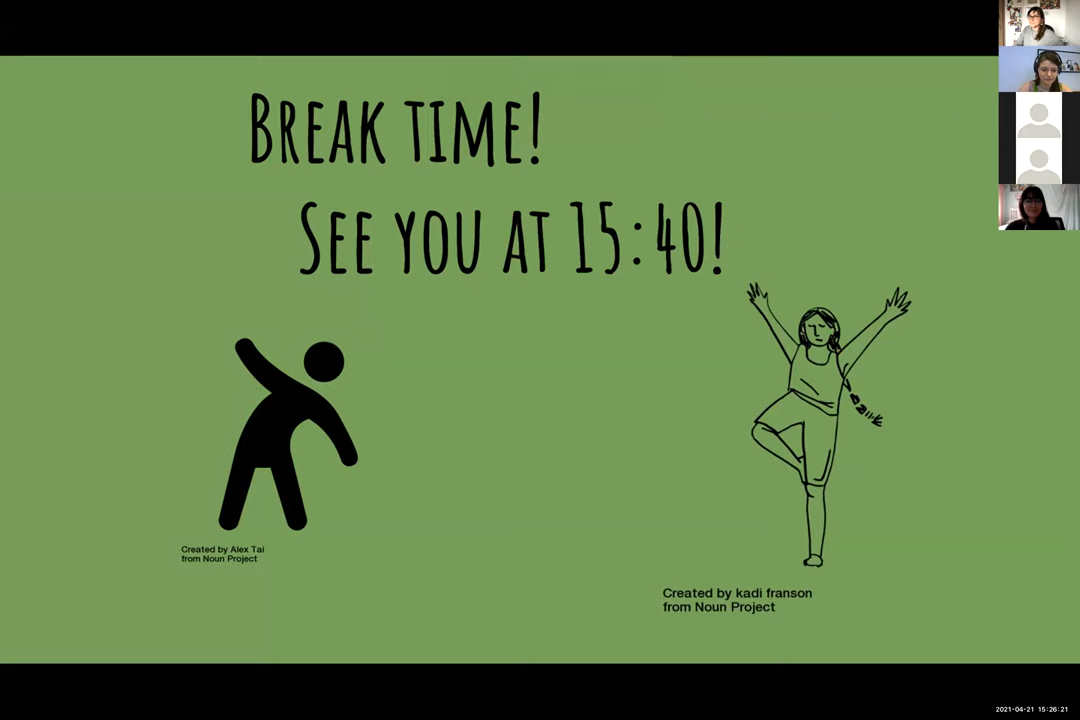 Break time!
See you at 15:40!
Created by Alex Tai
from Noun Project
Created by kadi franson
from Noun Project
2021-04-21 15:26:21